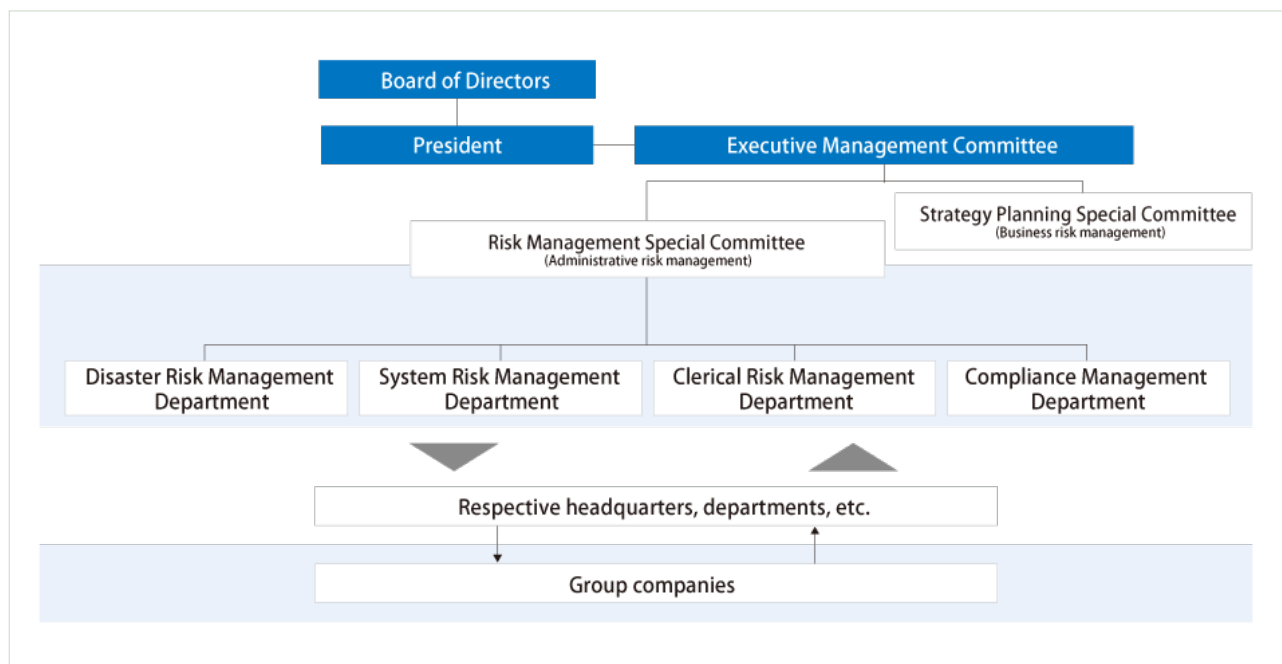 Board of Directors
President
Executive Management Committee
Strategy Planning Special Committee
(Business risk management)
Risk Management Special Committee
(Administrative risk management)
Disaster Risk Management
Department
System Risk Management
Department
Clerical Risk Management
Department
Compliance Management
Department
Respective headquarters, departments, etc.
Group companies